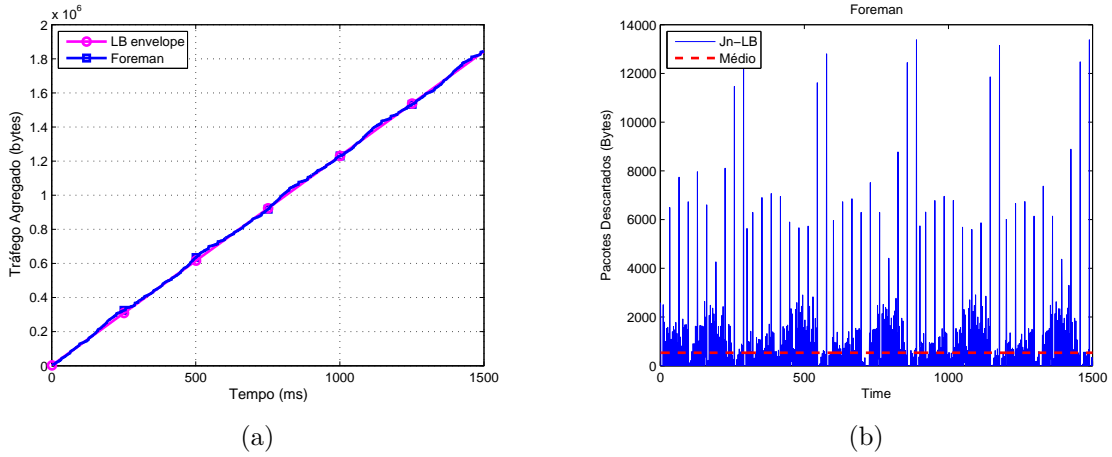 x 10^6
2
1.8
1.6
1.4
1.2
1
0.8
0.6
0.4
0.2
0
0
500
1000
1500
Tráfego Agregado (bytes)
Tempo (ms)
LB envelope
Foreman
(a)
Foreman
14000
12000
10000
8000
6000
4000
2000
0
0
500
1000
1500
Pacotes Descartados (Bytes)
Time
Jn−LB
Médio
(b)